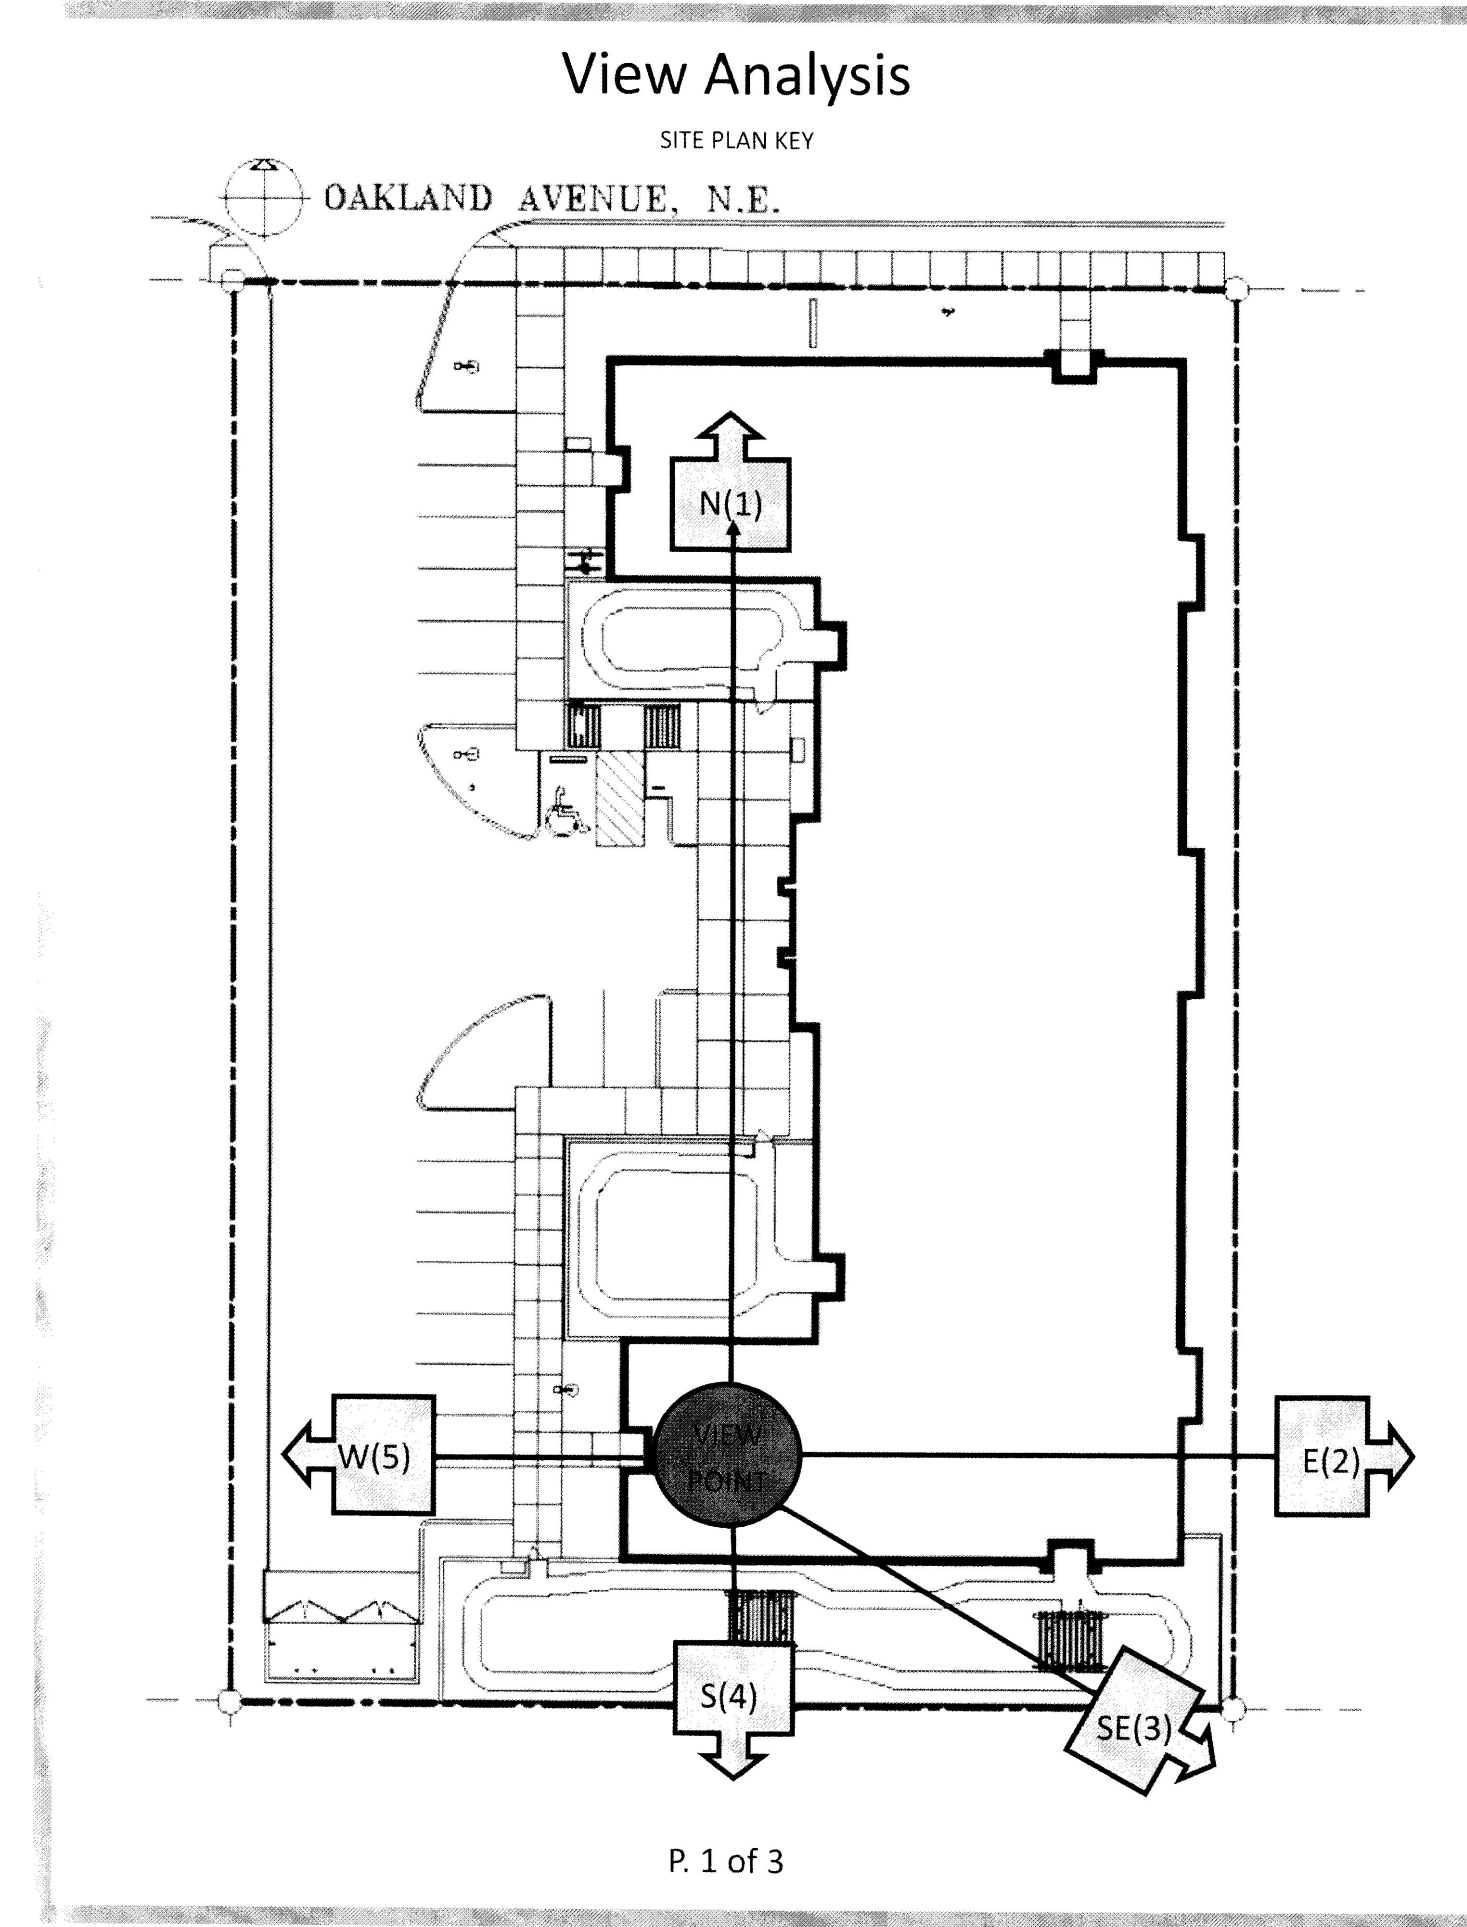 View Analysis
SITE PLAN KEY
OAKLAND AVENUE, N.E.
N(1)
VIEW
POINT
W(5)
E(2)
S(4)
SE(3)
P. 1 of 3